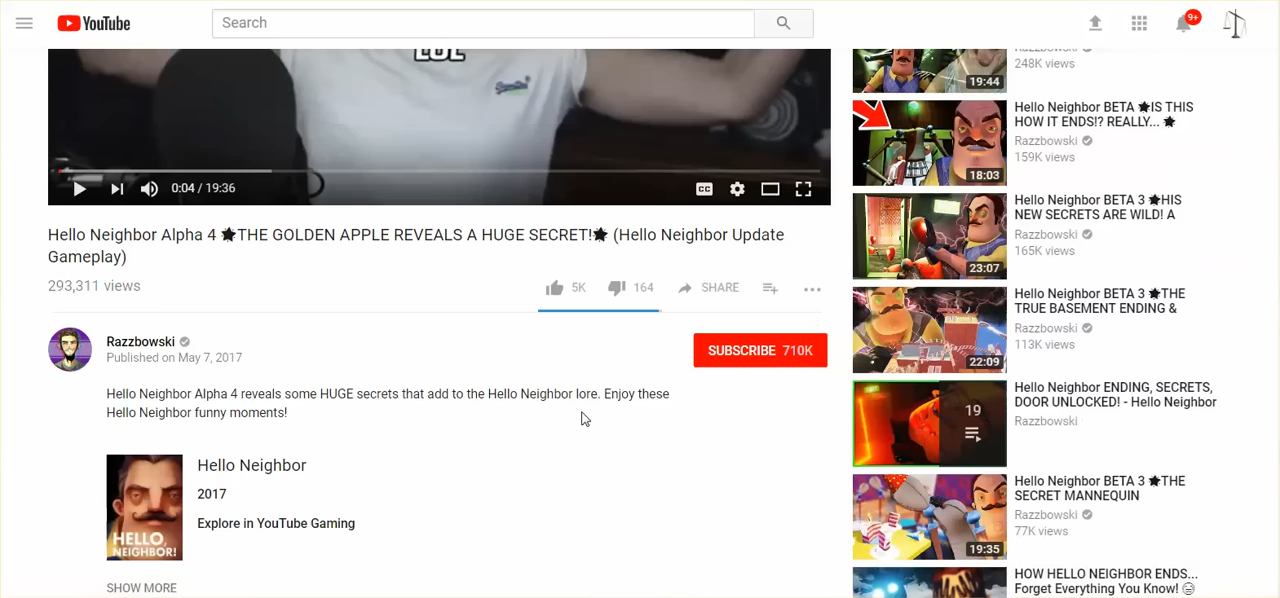 YouTube
Search
9+
LOL
0:04 / 19:36
CC
Hello Neighbor Alpha 4 ★THE GOLDEN APPLE REVEALS A HUGE SECRET!★ (Hello Neighbor Update
Gameplay)
293,311 views
5K
164
SHARE
Razzbowski
Published on May 7, 2017
SUBSCRIBE 710K
Hello Neighbor Alpha 4 reveals some HUGE secrets that add to the Hello Neighbor lore. Enjoy these
Hello Neighbor funny moments!
HELLO,
NEIGHBOR!
Hello Neighbor
2017
Explore in YouTube Gaming
SHOW MORE
19:44
Razzbowski
248K views
18:03
Hello Neighbor BETA ★IS THIS
HOW IT ENDS!? REALLY... ★
Razzbowski
159K views
23:07
Hello Neighbor BETA 3 ★HIS
NEW SECRETS ARE WILD! A
Razzbowski
165K views
22:09
Hello Neighbor BETA 3 ★THE
TRUE BASEMENT ENDING &
Razzbowski
113K views
19
Hello Neighbor ENDING, SECRETS,
DOOR UNLOCKED! - Hello Neighbor
Razzbowski
19:35
Hello Neighbor BETA 3 ★THE
SECRET MANNEQUIN
Razzbowski
77K views
HOW HELLO NEIGHBOR ENDS...
Forget Everything You Know! 😑